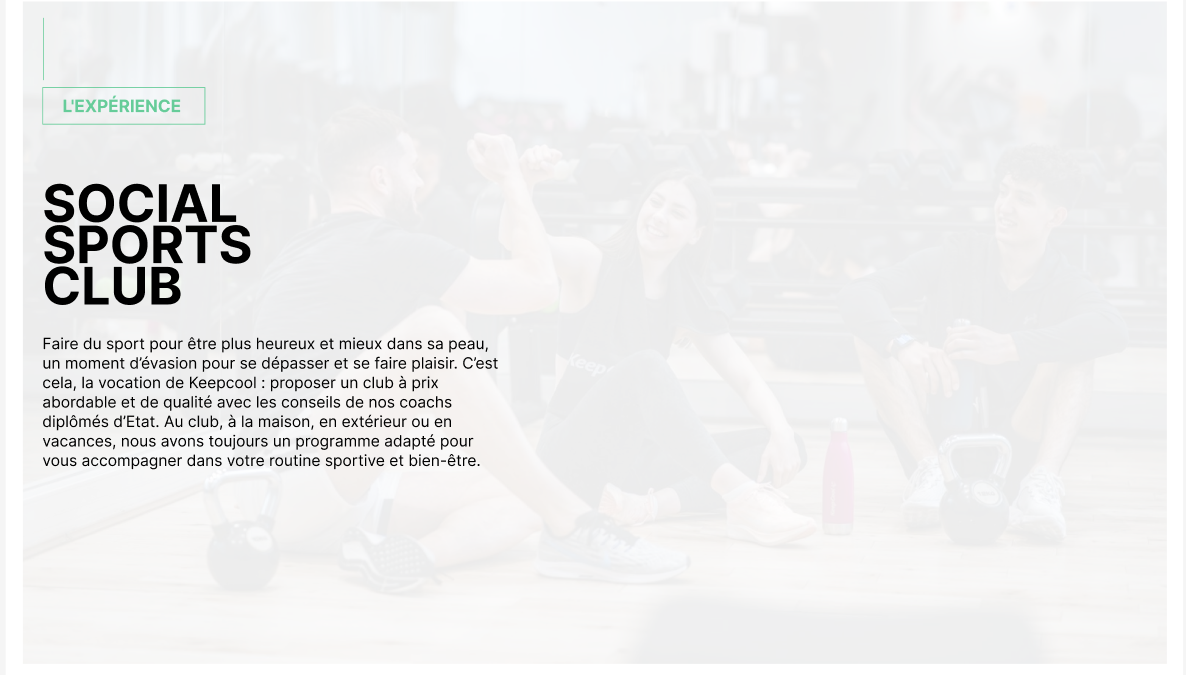 L'EXPÉRIENCE
SOCIAL
SPORTS
CLUB
Faire du sport pour être plus heureux et mieux dans sa peau,
un moment d’évasion pour se dépasser et se faire plaisir. C’est
cela, la vocation de Keepcool : proposer un club à prix
abordable et de qualité avec les conseils de nos coachs
diplômés d’Etat. Au club, à la maison, en extérieur ou en
vacances, nous avons toujours un programme adapté pour
vous accompagner dans votre routine sportive et bien-être.